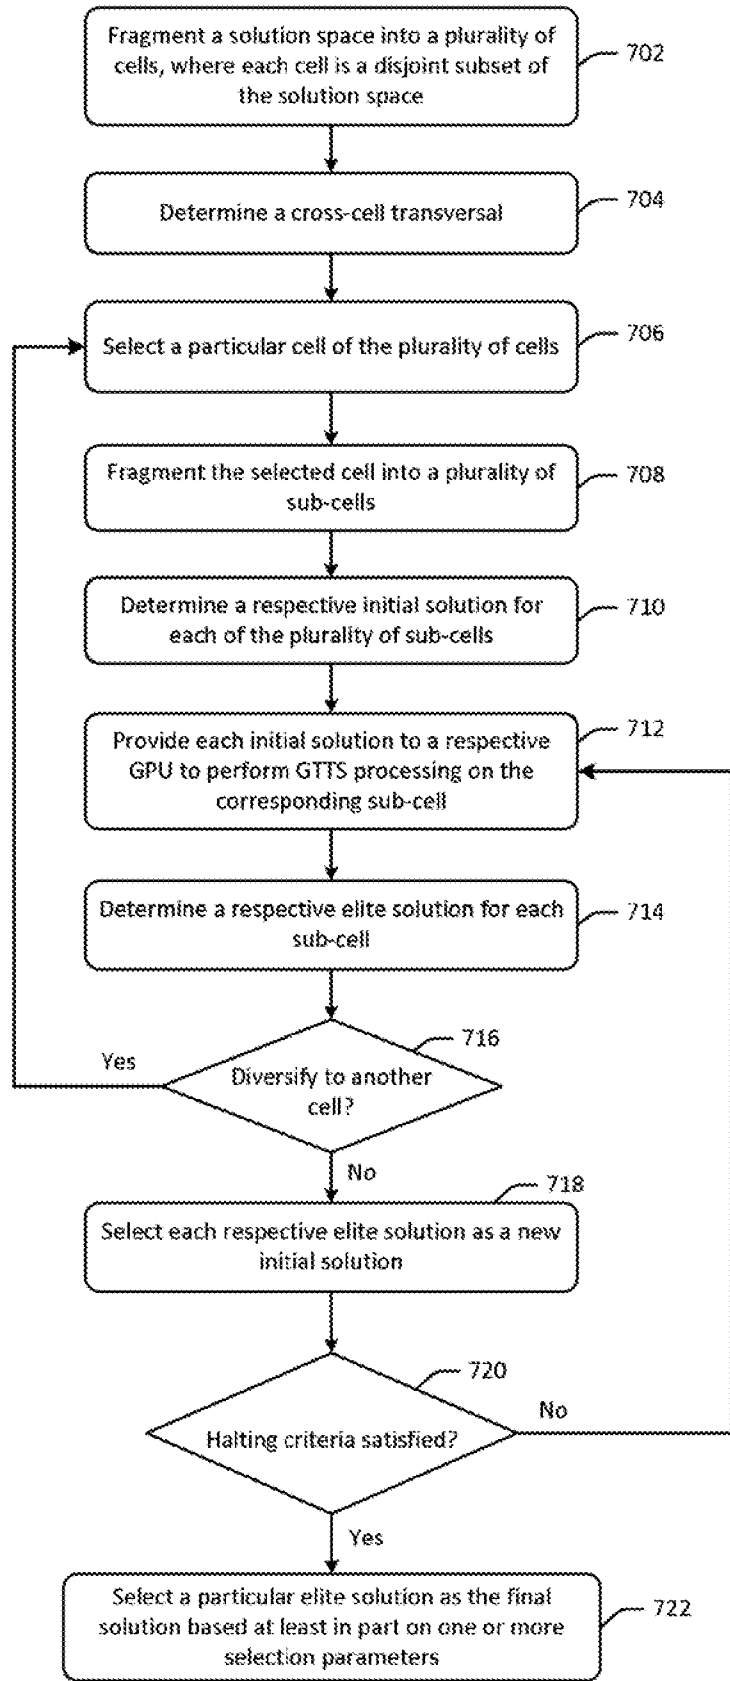 Fragment a solution space into a plurality of
cells, where each cell is a disjoint subset of
the solution space
702
Determine a cross-cell transversal
704
Select a particular cell of the plurality of cells
706
Fragment the selected cell into a plurality of
sub-cells
708
Determine a respective initial solution for
each of the plurality of sub-cells
710
Provide each initial solution to a respective
GPU to perform GTTS processing on the
corresponding sub-cell
712
Determine a respective elite solution for each
sub-cell
714
716
Yes
Diversify to another
cell?
No
718
Select each respective elite solution as a new
initial solution
720
No
Halting criteria satisfied?
Yes
Select a particular elite solution as the final
solution based at least in part on one or more
selection parameters
722